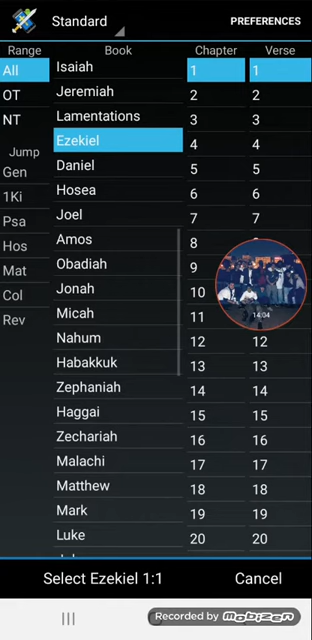 Standard
PREFERENCES
Range
Book
Chapter
Verse
All
OT
NT
Jump
Gen
1Ki
Psa
Hos
Mat
Col
Rev
Isaiah
Jeremiah
Lamentations
Ezekiel
Daniel
Hosea
Joel
Amos
Obadiah
Jonah
Micah
Nahum
Habakkuk
Zephaniah
Haggai
Zechariah
Malachi
Matthew
Mark
Luke
1
2
3
4
5
6
7
8
9
10
11
12
13
14
15
16
17
18
19
20
1
2
3
4
5
6
7
14:04
12
13
14
15
16
17
18
19
20
Select Ezekiel 1:1
Cancel
Recorded by MOBIZEN